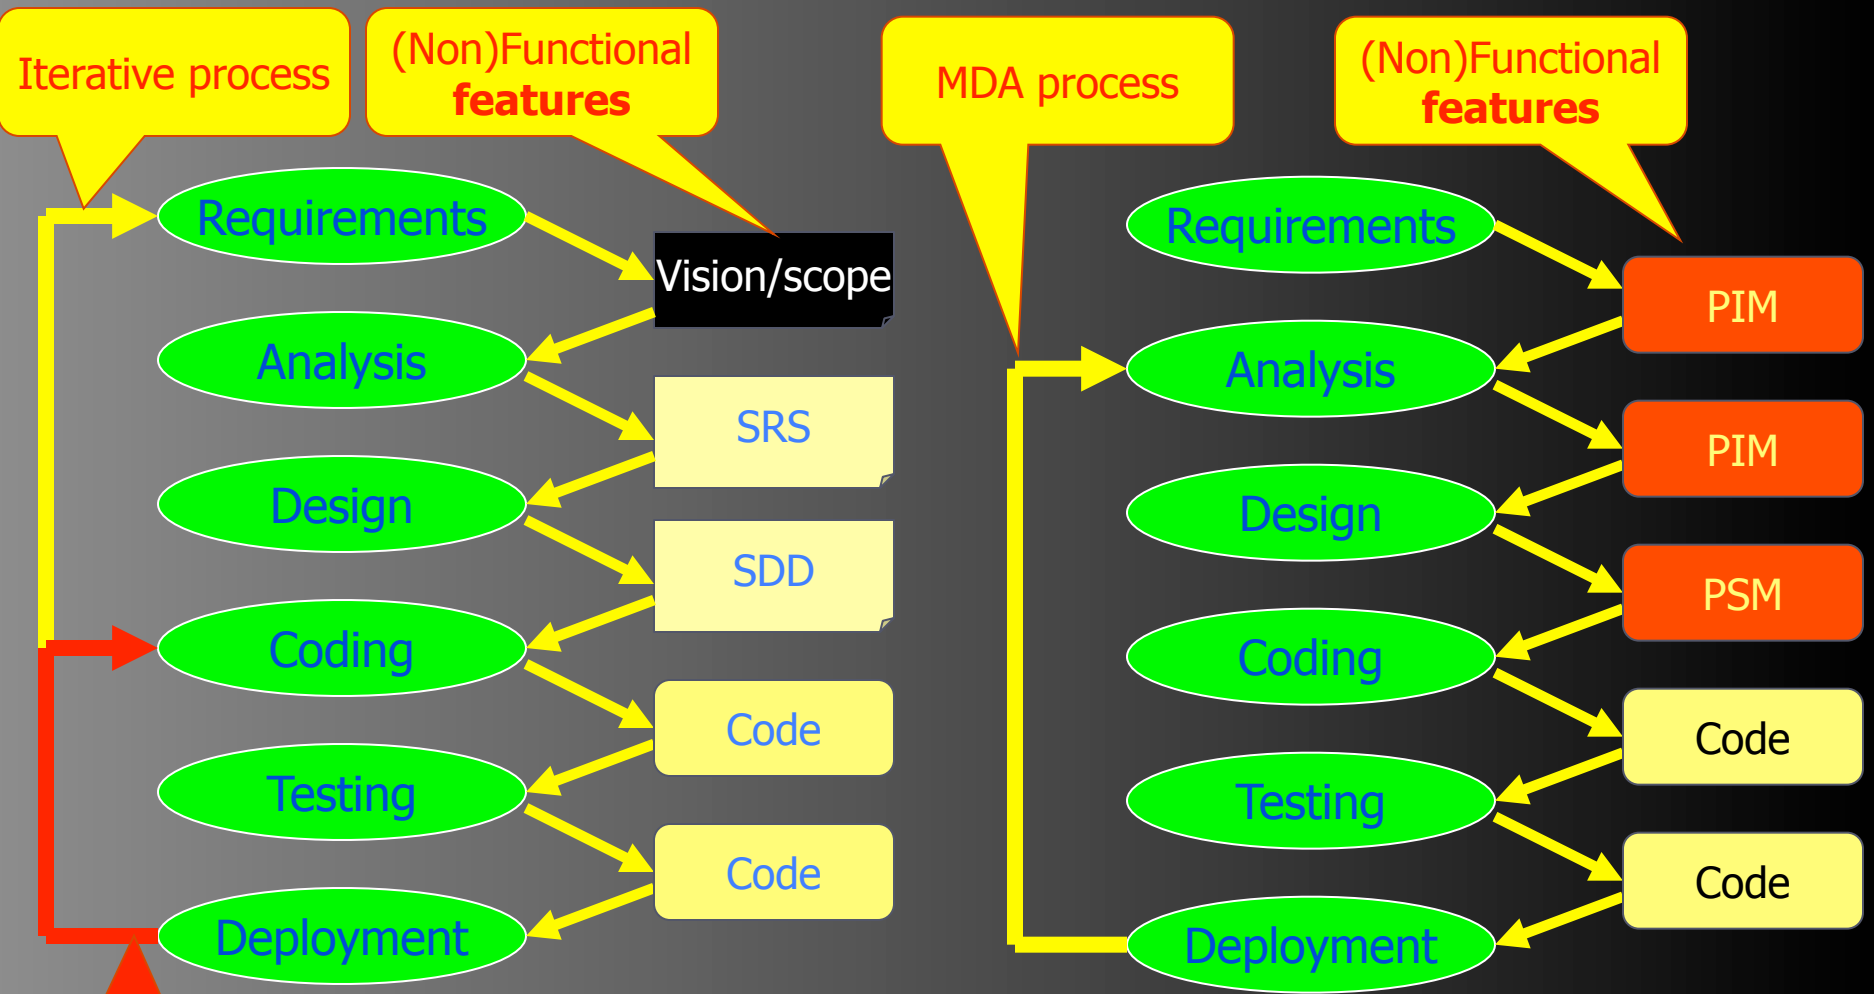 Iterative process
(Non)Functional
features
Requirements
Vision/scope
Analysis
SRS
Design
SDD
Coding
Code
Testing
Code
Deployment
MDA process
(Non)Functional
features
Requirements
PIM
Analysis
PIM
Design
PSM
Coding
Code
Testing
Code
Deployment